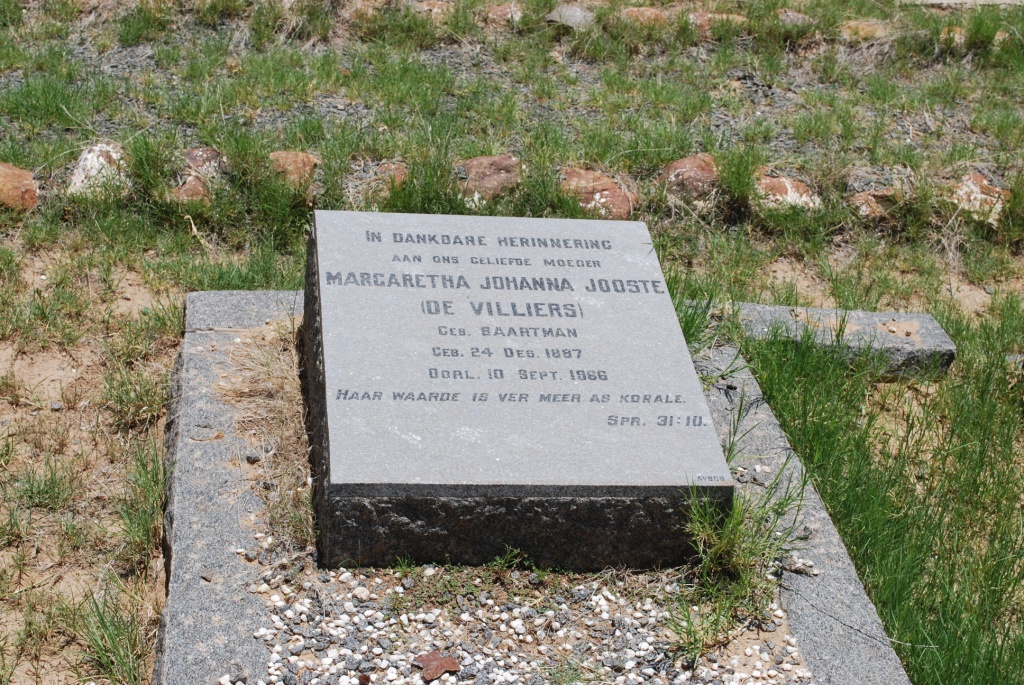 IN DANKBARE HERINNERING
AAN ONS GELIEFDE MOEDER
MARGARETHA JOHANNA JOOSTE
(DE VILLIERS)
GEB. BAARTMAN
GEB. 24 DES. 1887
OORL. 10 SEPT. 1966
HAAR WAARDE IS VER MEER AS KORALE.
SPR. 31:10.